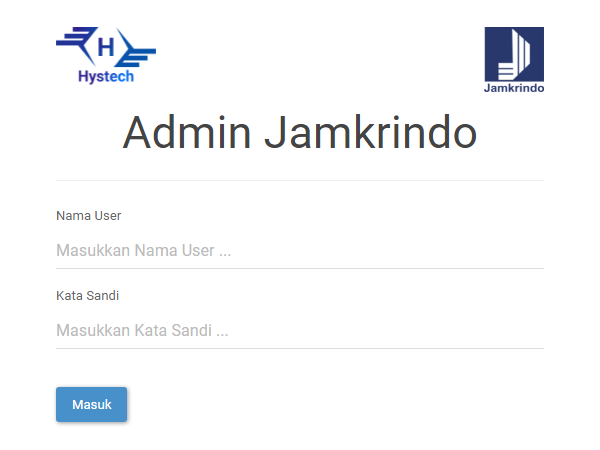 H
Hystech
Jamkrindo
Admin Jamkrindo
Nama User
Masukkan Nama User ...
Kata Sandi
Masukkan Kata Sandi ...
Masuk